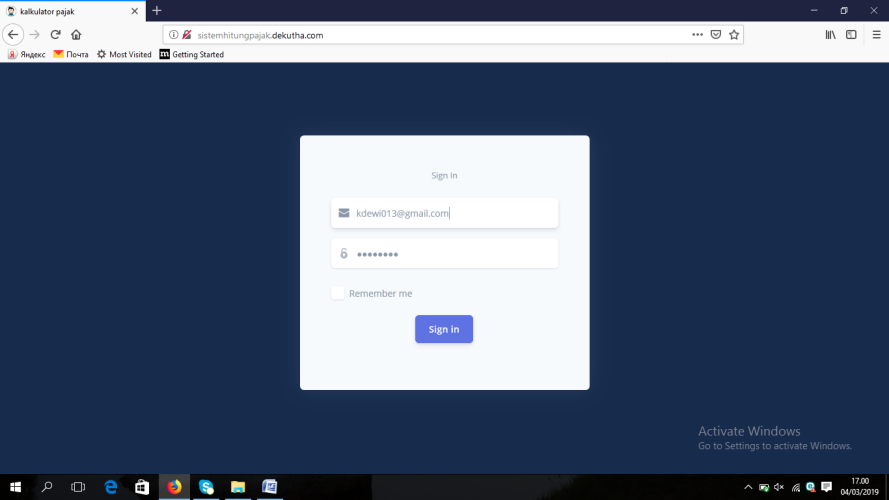 kalkulator pajak
sistemhitungpajak.dekutha.com
Яндекс Почта Most Visited m Getting Started
Sign in
kdewi013@gmail.com
Remember me
Sign in
Activate Windows
Go to Settings to activate Windows.
17.00
04/03/2019